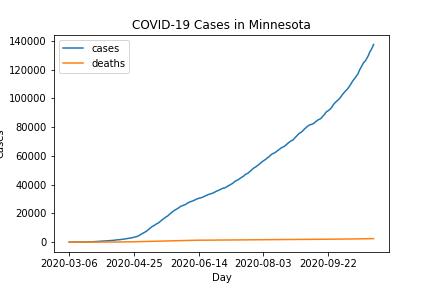 COVID-19 Cases in Minnesota
cases
deaths
140000
120000
100000
80000
60000
40000
20000
0
cases
2020-03-06 2020-04-25 2020-06-14 2020-08-03 2020-09-22
Day